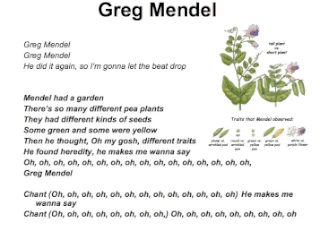 Greg Mendel
Greg Mendel
Greg Mendel
He did it again, so I'm gonna let the beat drop
Mendel had a garden
There's so many different pea plants
They had different kinds of seeds
Some green and some were yellow
Then he thought, Oh my gosh, different traits
He found heredity, he makes me wanna say
Oh, oh, oh, oh, oh, oh, oh, oh, oh, oh, oh, oh, oh, oh, oh, oh,
Greg Mendel
Chant (Oh, oh, oh, oh, oh, oh, oh, oh, oh, oh, oh, oh) He makes me
wanna say
Chant (Oh, oh, oh, oh, oh, oh, oh,) Oh, oh, oh, oh, oh, oh, oh, oh, oh
tall plant
vs
short plant
Traits that Mendel observed: